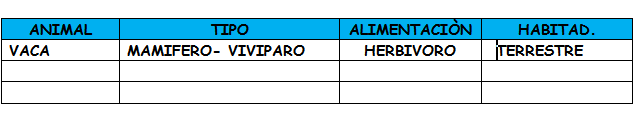 ANIMAL TIPO ALIMENTACIÒN HABITAD.
VACA MAMIFERO- VIVIPARO HERBIVORO TERRESTRE